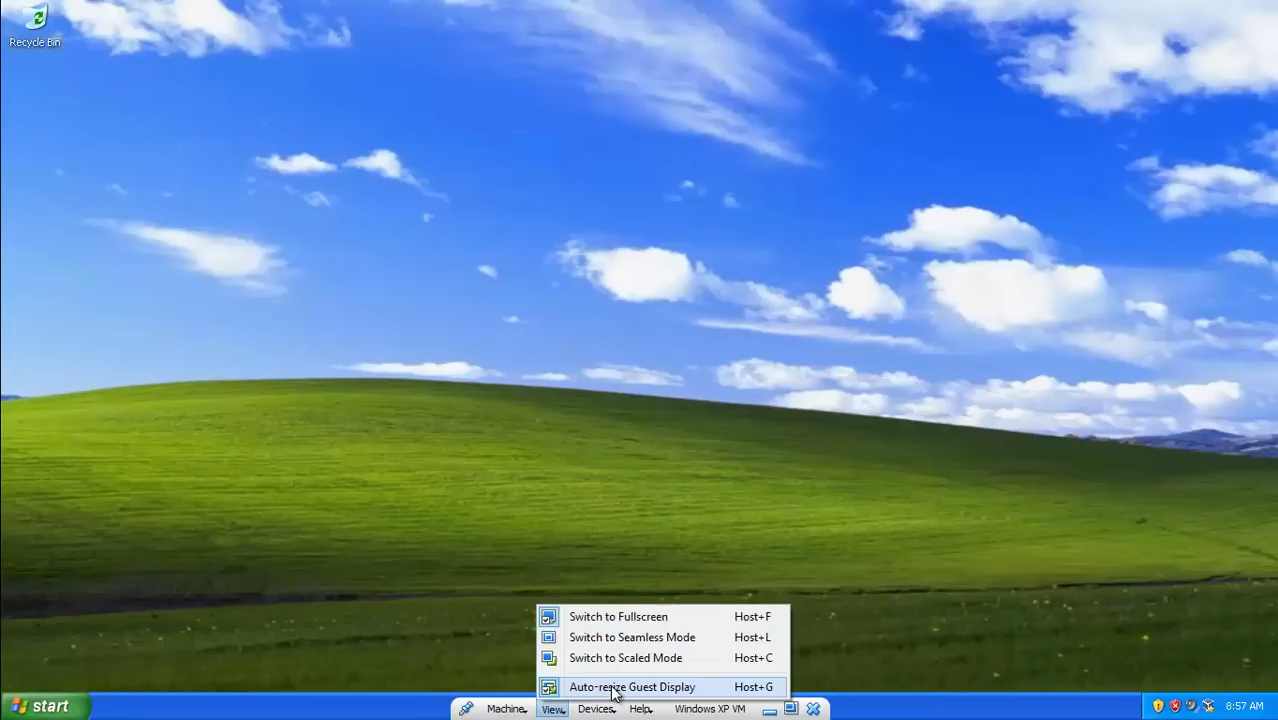 Recycle Bin
Switch to Fullscreen Host+F
Switch to Seamless Mode Host+L
Switch to Scaled Mode Host+C
Auto-resize Guest Display Host+G
start Machine View Devices Help Windows XP VM 8:57 AM